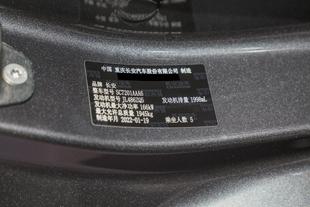 中国 重庆长安汽车股份有限公司 制造
品牌 长安
整车型号 SC7201AAA6
发动机型号 JL486ZQ5 发动机排量 1998mL
发动机最大净功率 166kW
最大允许总质量 1945kg
制造年月 2022-01-19 乘坐人数 5